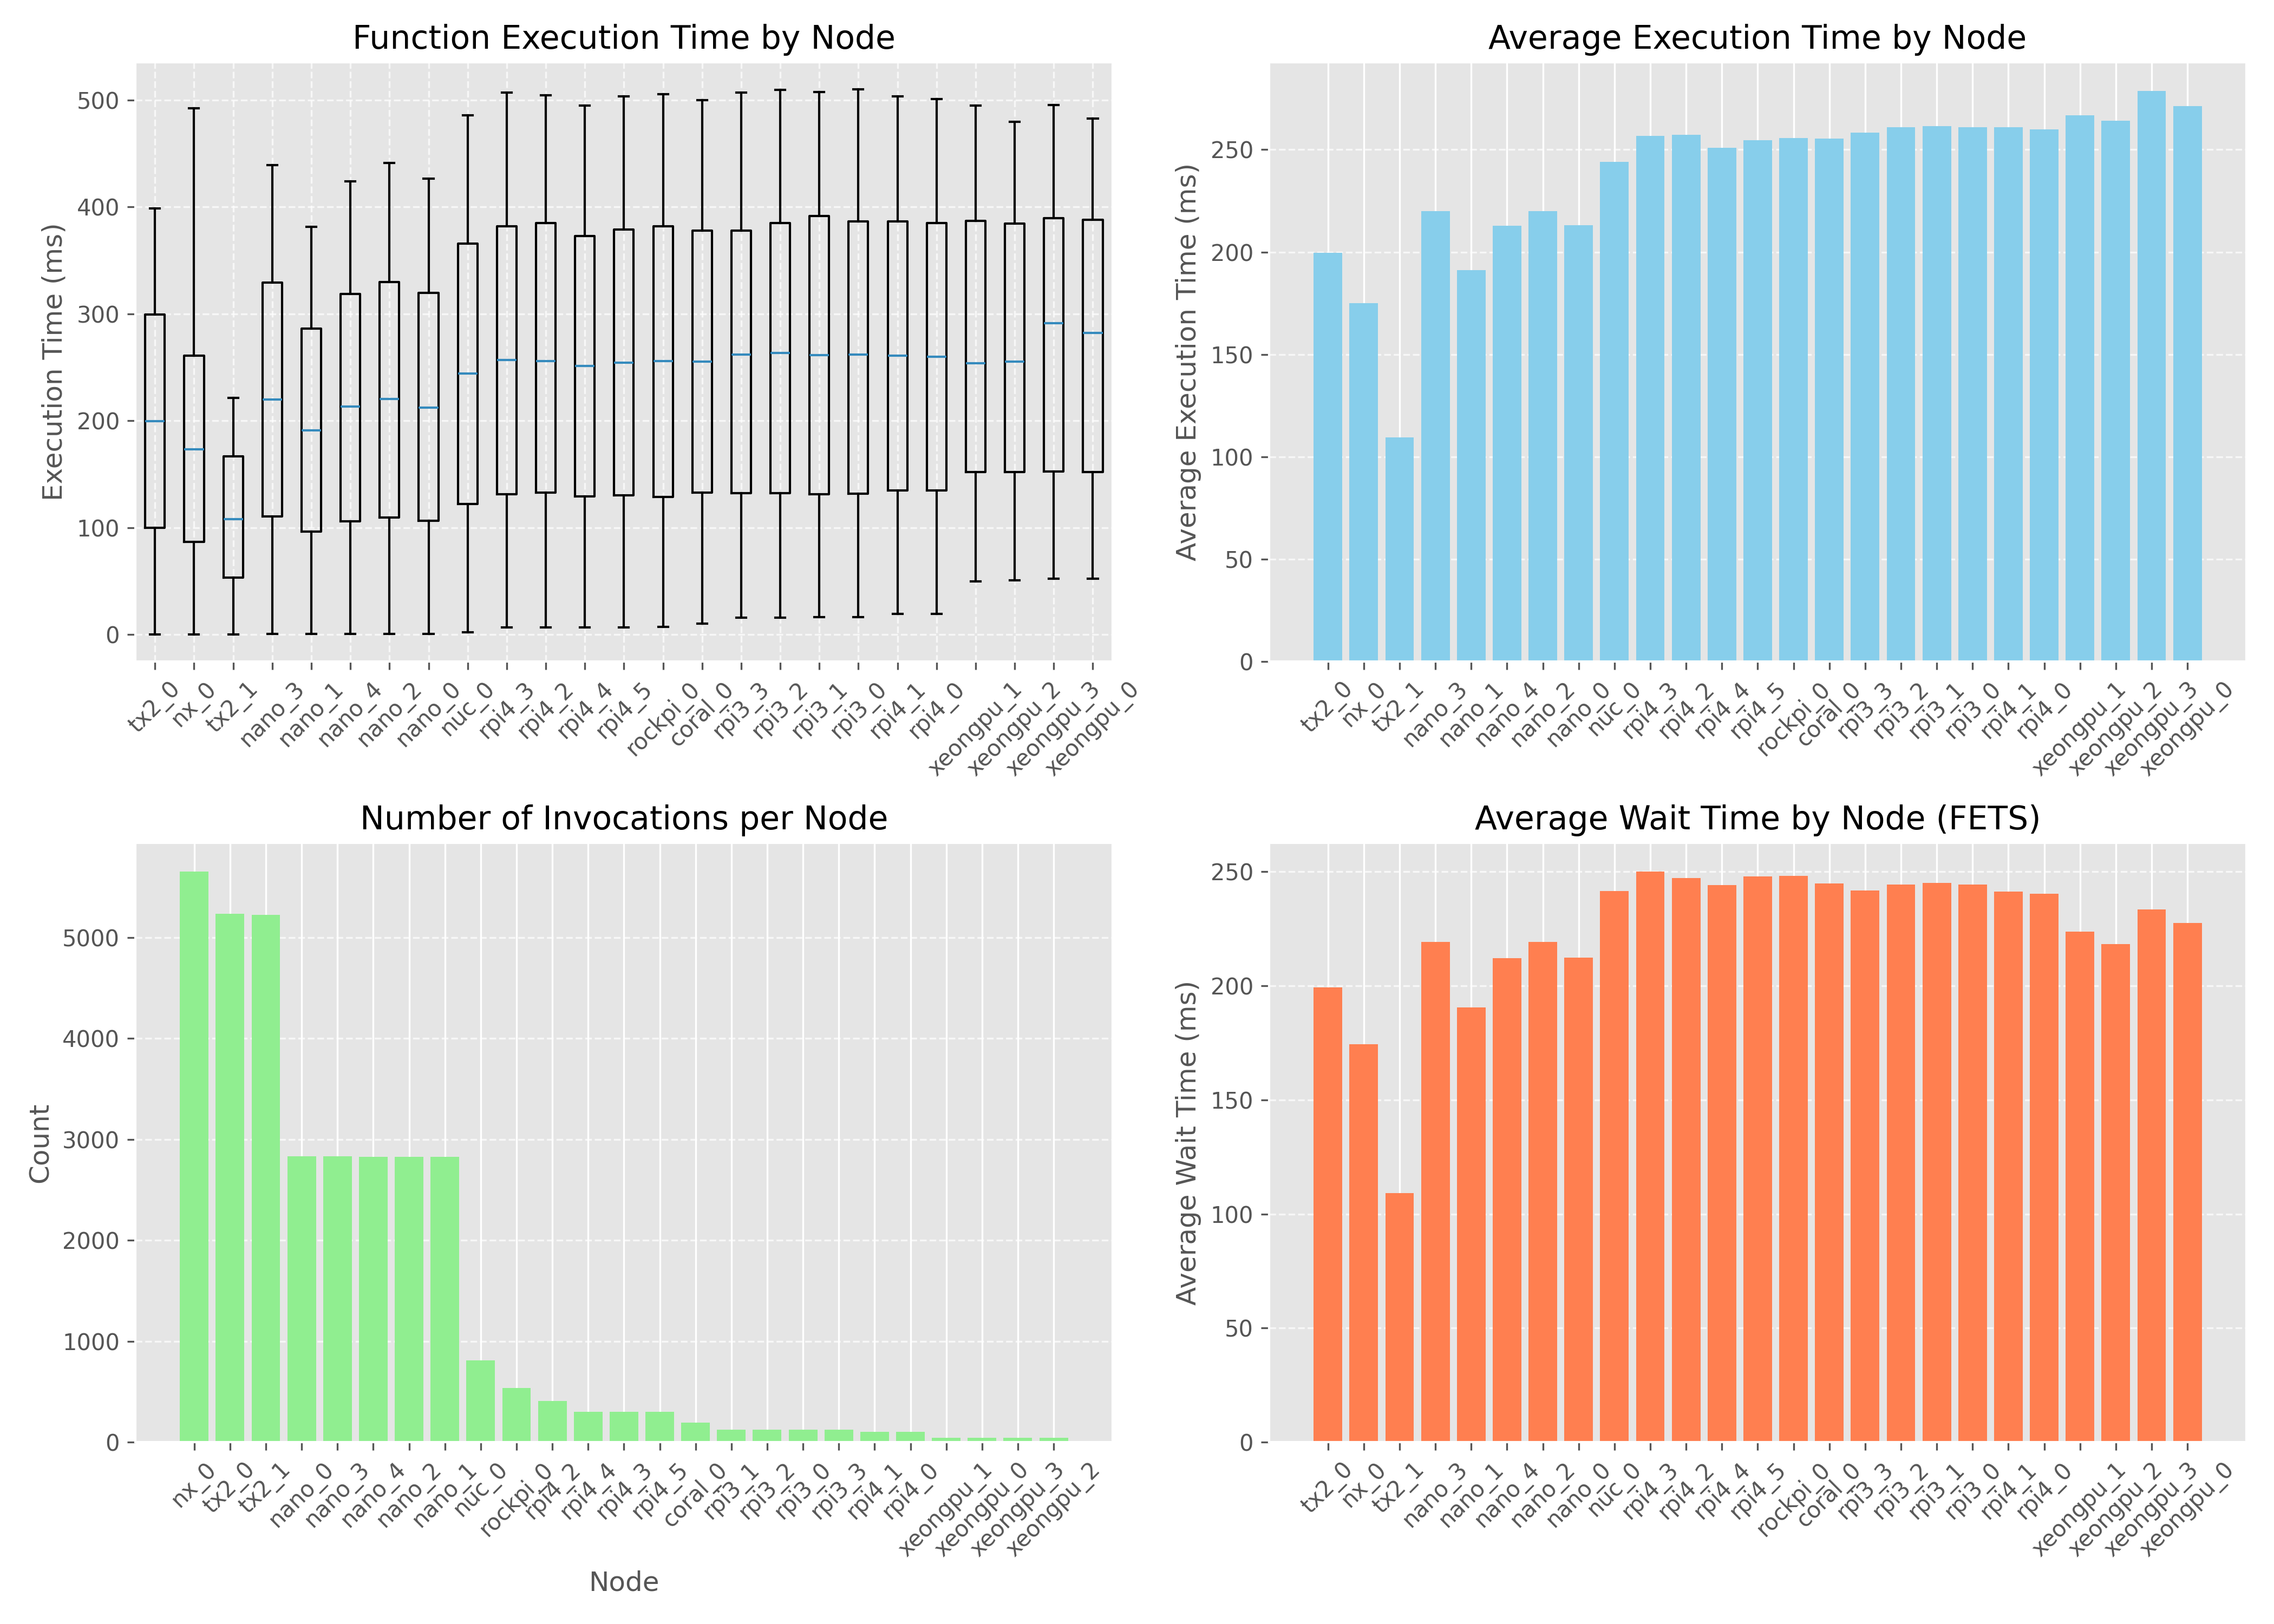 Function Execution Time by Node
Execution Time (ms)
500
400
300
200
100
0
tx2_0
nx_0
tx2_1
nano_3
nano_1
nano_4
nano_2
nano_0
nuc_0
rpi4_3
rpi4_2
rpi4_4
rpi4_5
rockpi_0
coral_0
rpi3_3
rpi3_2
rpi3_1
rpi3_0
rpi4_1
rpi4_0
xeongpu_1
xeongpu_2
xeongpu_3
xeongpu_0
Average Execution Time by Node
Average Execution Time (ms)
250
200
150
100
50
0
tx2_0
nx_0
tx2_1
nano_3
nano_1
nano_4
nano_2
nano_0
nuc_0
rpi4_3
rpi4_2
rpi4_4
rpi4_5
rockpi_0
coral_0
rpi3_3
rpi3_2
rpi3_1
rpi3_0
rpi4_1
rpi4_0
xeongpu_1
xeongpu_2
xeongpu_3
xeongpu_0
Number of Invocations per Node
Count
5000
4000
3000
2000
1000
0
nx_0
tx2_0
tx2_1
nano_0
nano_3
nano_4
nano_2
nano_1
nuc_0
rockpi_0
rpi4_2
rpi4_4
rpi4_3
rpi4_5
coral_0
rpi3_1
rpi3_2
rpi3_0
rpi3_3
rpi4_1
rpi4_0
xeongpu_1
xeongpu_0
xeongpu_3
xeongpu_2
Node
Average Wait Time by Node (FETS)
Average Wait Time (ms)
250
200
150
100
50
0
tx2_0
nx_0
tx2_1
nano_3
nano_1
nano_4
nano_2
nano_0
nuc_0
rpi4_3
rpi4_2
rpi4_4
rpi4_5
rockpi_0
coral_0
rpi3_3
rpi3_2
rpi3_1
rpi3_0
rpi4_1
rpi4_0
xeongpu_1
xeongpu_2
xeongpu_3
xeongpu_0